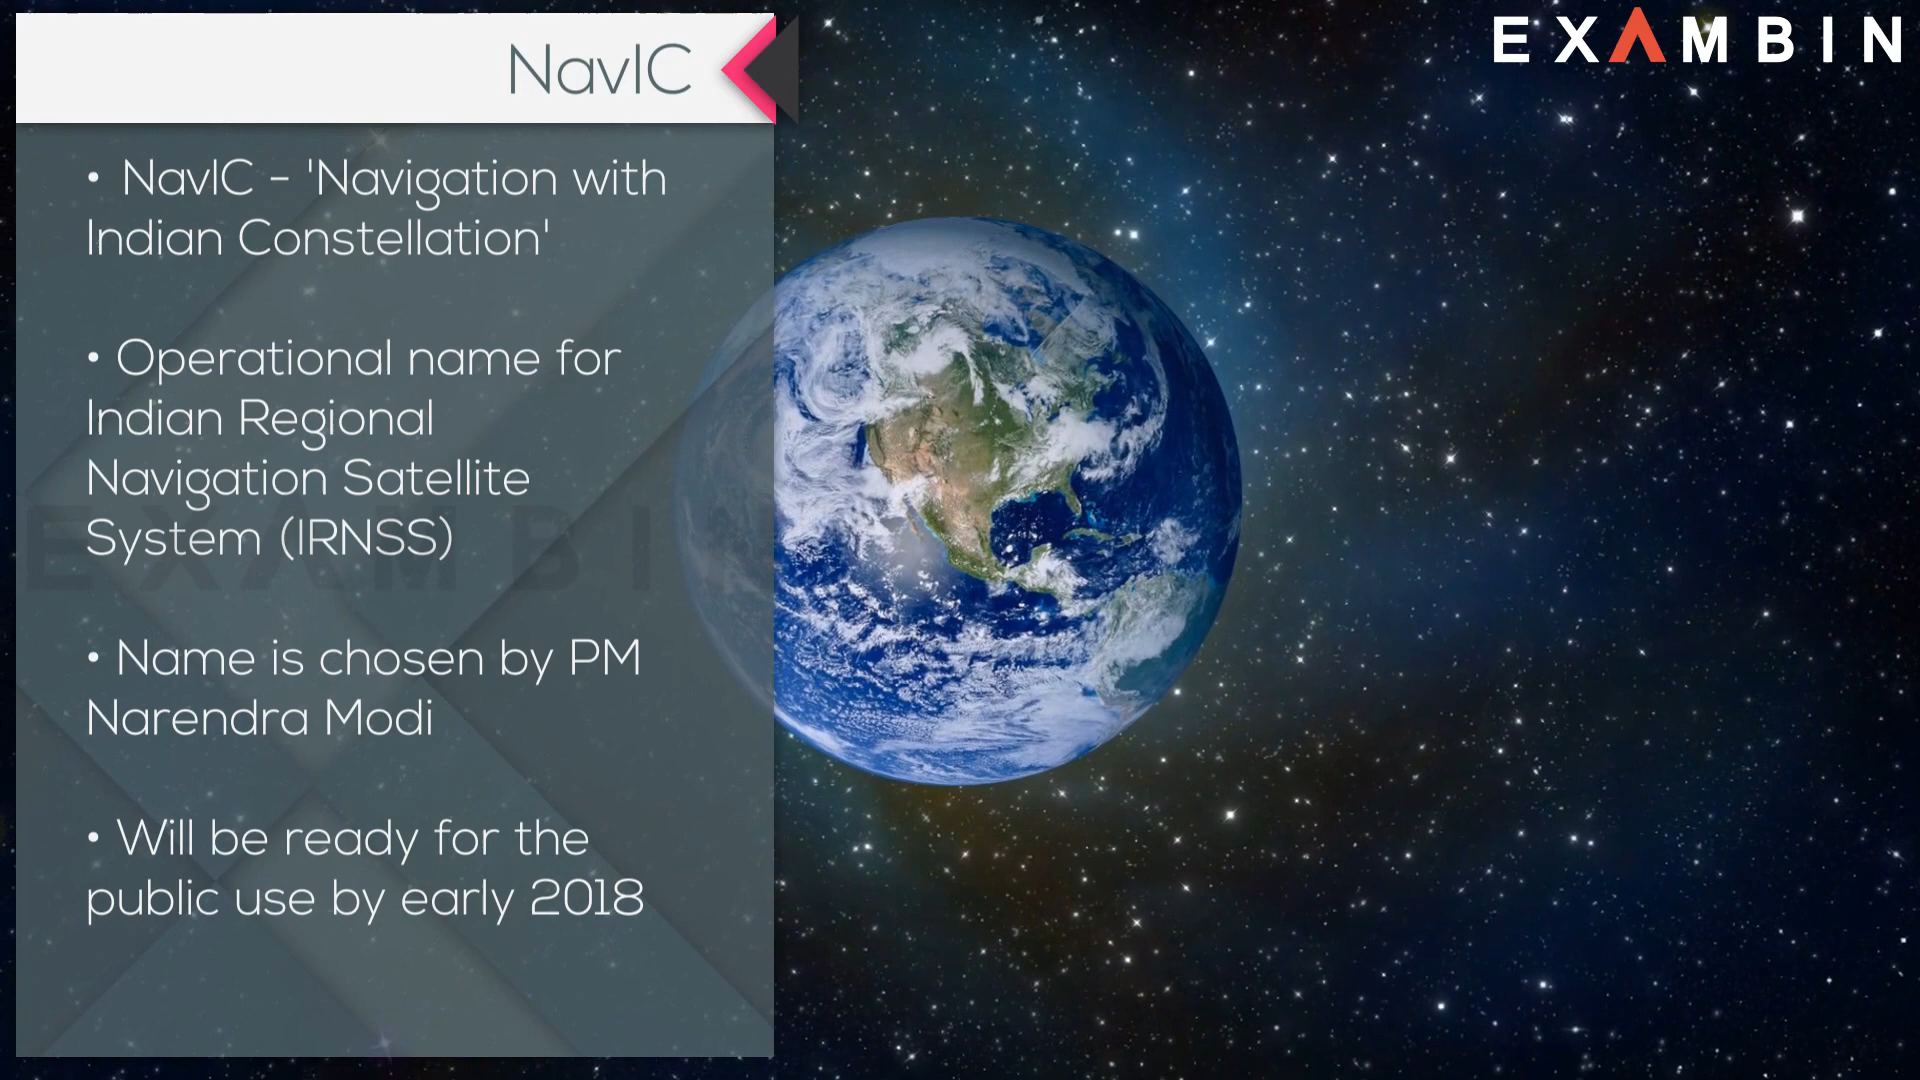 NavIC
EXAMBIN
• NavIC - 'Navigation with
Indian Constellation'
• Operational name for
Indian Regional
Navigation Satellite
System (IRNSS)
• Name is chosen by PM
Narendra Modi
• Will be ready for the
public use by early 2018
EXAMBI